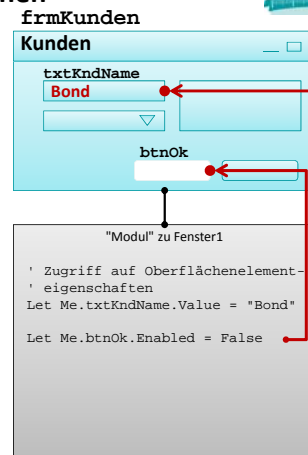 frmKunden
Kunden
txtKndName
Bond
btnOk
"Modul" zu Fenster1
' Zugriff auf Oberflächenelement-
' eigenschaften
Let Me.txtKndName.Value = "Bond"
Let Me.btnOk.Enabled = False